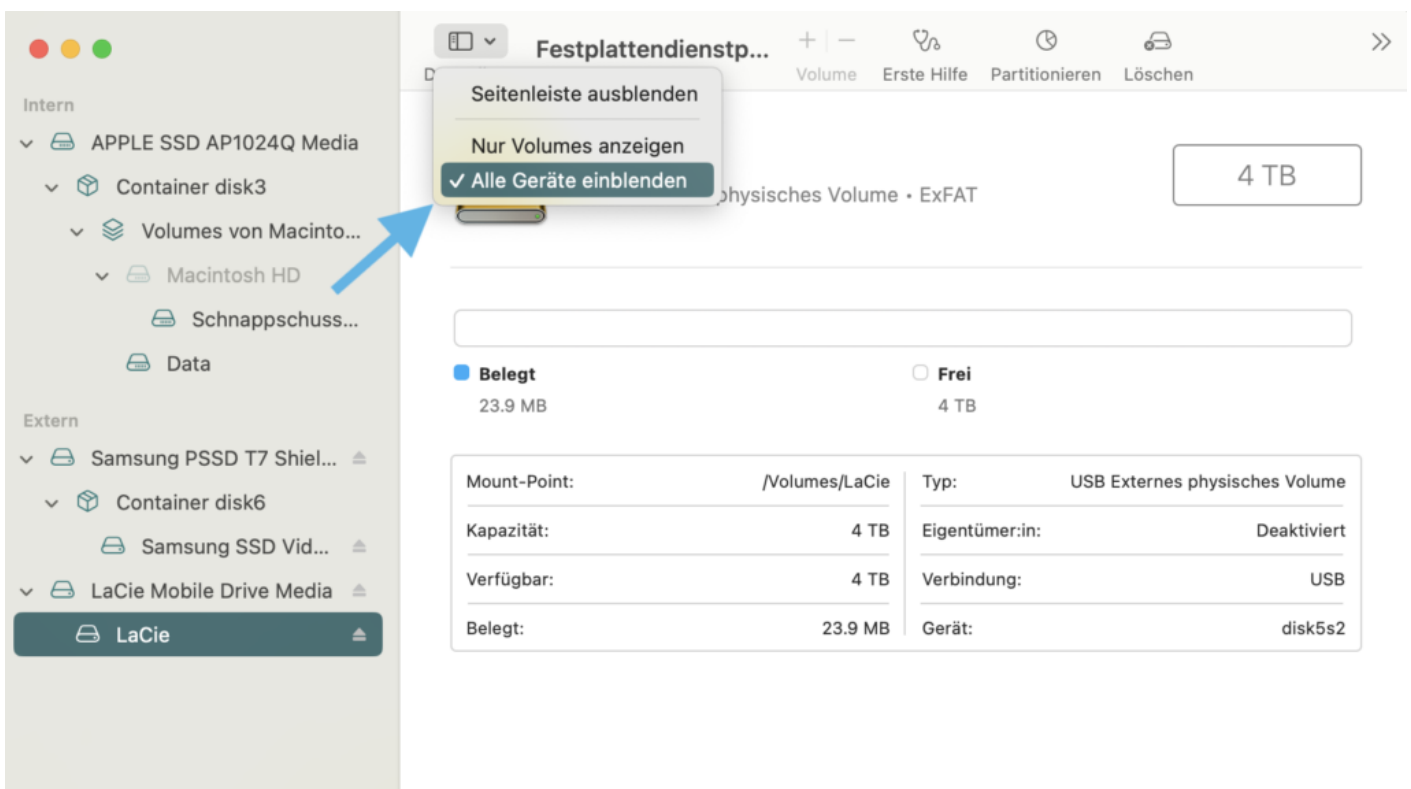 Festplattendienstp...
Volume
Erste Hilfe
Partitionieren
Löschen
Seitenleiste ausblenden
Nur Volumes anzeigen
✓ Alle Geräte einblenden
Intern
APPLE SSD AP1024Q Media
Container disk3
Volumes von Macinto...
Macintosh HD
Schnappschuss...
Data
Extern
Samsung PSSD T7 Shiel...
Container disk6
Samsung SSD Vid...
LaCie Mobile Drive Media
LaCie
physisches Volume • ExFAT
4 TB
Belegt
23.9 MB
Frei
4 TB
Mount-Point: /Volumes/LaCie
Kapazität: 4 TB
Verfügbar: 4 TB
Belegt: 23.9 MB
Typ: USB Externes physisches Volume
Eigentümer:in: Deaktiviert
Verbindung: USB
Gerät: disk5s2